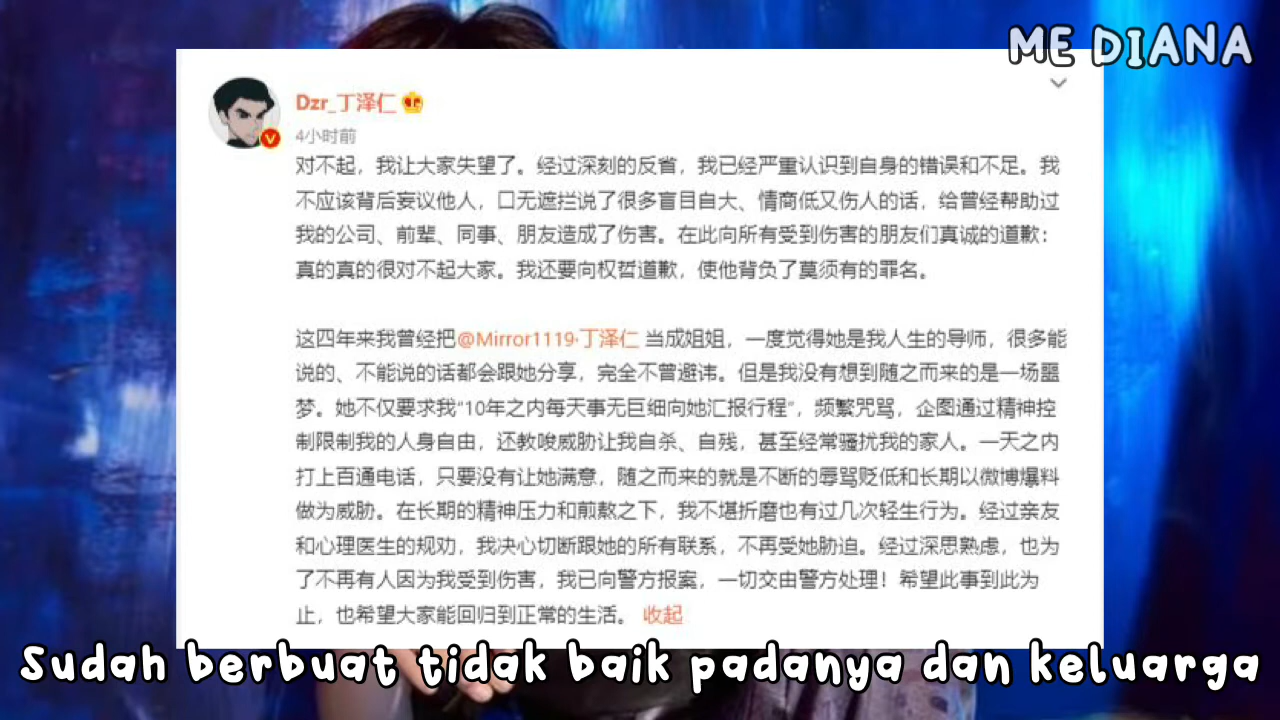 ME DIANA
Dzr_丁泽仁
4小时前
对不起，我让大家失望了。经过深刻的反省，我已经严重认识到自身的错误和不足。我
不应该背后妄议他人，口无遮拦说了很多盲目自大、情商低又伤人的话，给曾经帮助过
我的公司、前辈、同事、朋友造成了伤害。在此向所有受到伤害的朋友们真诚的道歉：
真的真的很对不起大家。我还要向权哲道歉，使他背负了莫须有的罪名。
这四年来我曾经把@Mirror1119·丁泽仁 当成姐姐，一度觉得她是我人生的导师，很多能
说的、不能说的话都会跟她分享，完全不曾避讳。但是我没有想到随之而来的是一场噩
梦。她不仅要求我“10年之内每天事无巨细向她汇报行程”，频繁咒骂，企图通过精神控
制限制我的人身自由，还教唆威胁让我自杀、自残，甚至经常骚扰我的家人。一天之内
打上百通电话，只要没有让她满意，随之而来的就是不断的辱骂贬低和长期以微博爆料
做为威胁。在长期的精神压力和煎熬之下，我不堪折磨也有过几次轻生行为。经过亲友
和心理医生的规劝，我决心切断跟她的所有联系，不再受她胁迫。经过深思熟虑，也为
了不再有人因为我受到伤害，我已向警方报案，一切交由警方处理！希望此事到此为
止，也希望大家能回归到正常的生活。 收起
Sudah berbuat tidak baik padanya dan keluarga